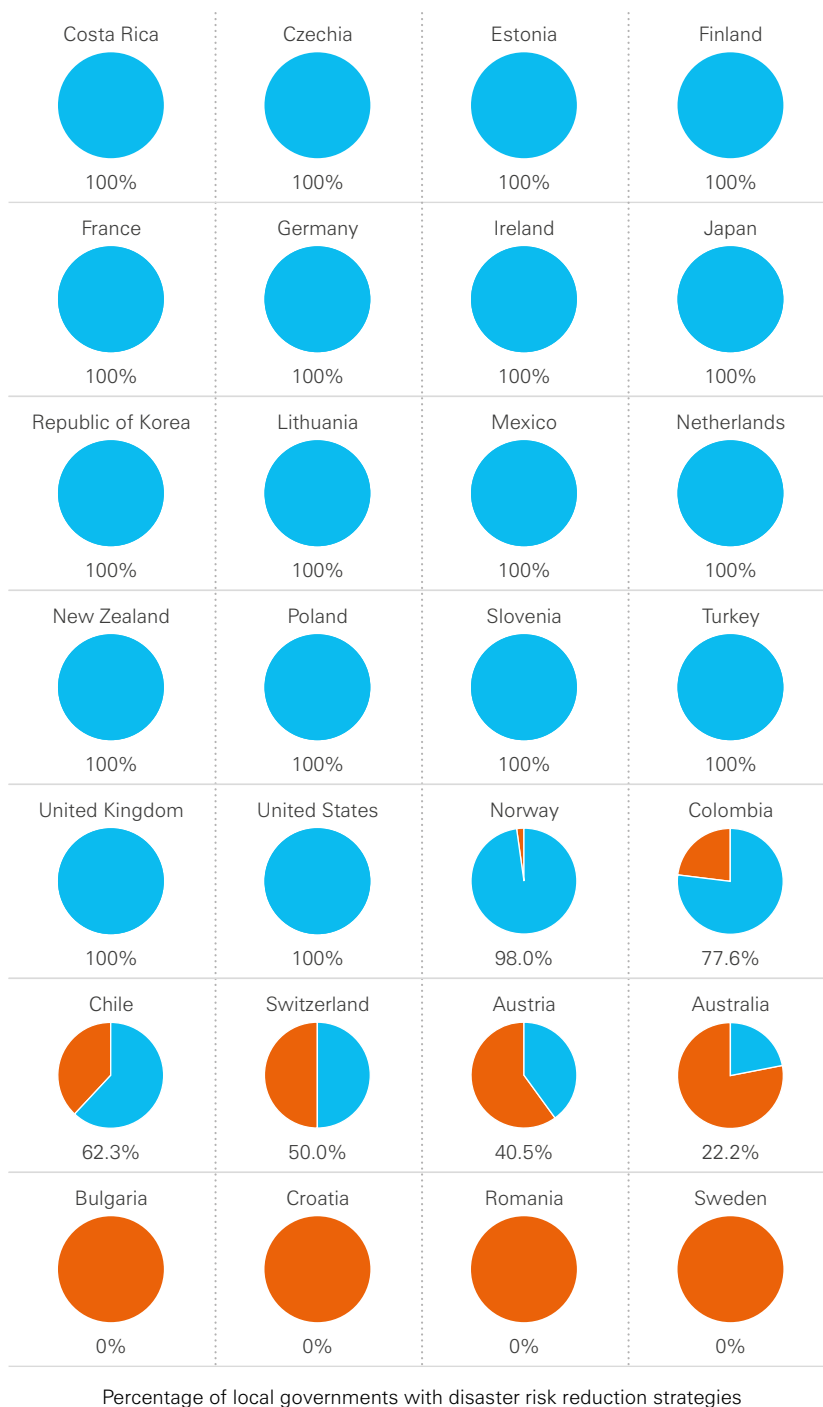 Costa Rica Czechia Estonia Finland
100% 100% 100% 100%
France Germany Ireland Japan
100% 100% 100% 100%
Republic of Korea Lithuania Mexico Netherlands
100% 100% 100% 100%
New Zealand Poland Slovenia Turkey
100% 100% 100% 100%
United Kingdom United States Norway Colombia
100% 100% 98.0% 77.6%
Chile Switzerland Austria Australia
62.3% 50.0% 40.5% 22.2%
Bulgaria Croatia Romania Sweden
0% 0% 0% 0%
Percentage of local governments with disaster risk reduction strategies